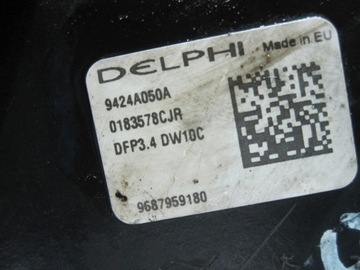 DELPHI Made in EU
9424A050A
0183578CJR
DFP3.4 DW10C
9687959180